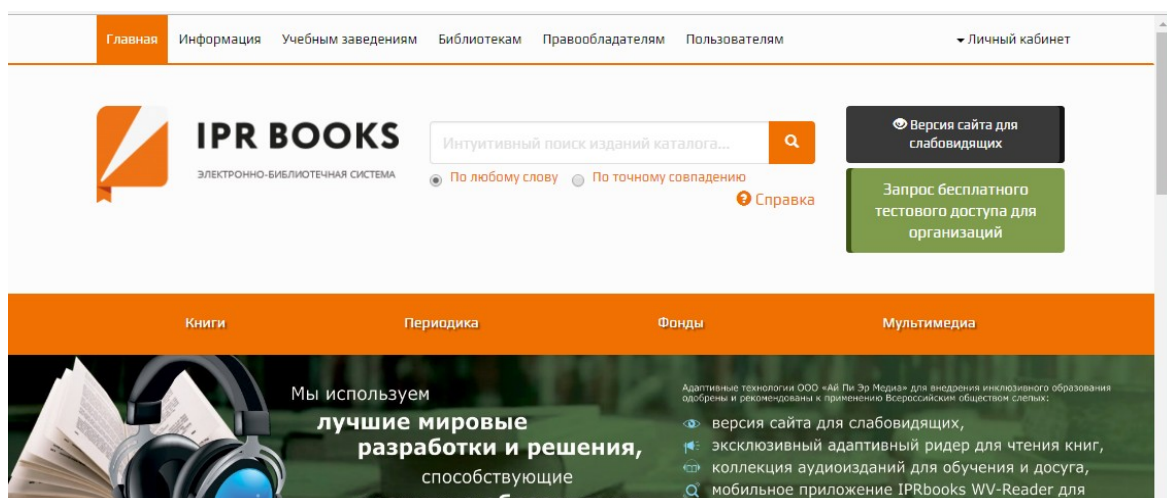 Главная Информация Учебным заведениям Библиотекам Правообладателям Пользователям Личный кабинет
IPR BOOKS
ЭЛЕКТРОННО-БИБЛИОТЕЧНАЯ СИСТЕМА
Интуитивный поиск изданий каталога...
По любому слову По точному совпадению
Справка
Версия сайта для
слабовидящих
Запрос бесплатного
тестового доступа для
организаций
Книги Периодика Фонды Мультимедиа
Мы используем
лучшие мировые
разработки и решения,
способствующие
Адаптивные технологии ООО «Ай Пи Эр Медиа» для внедрения инклюзивного образования
одобрены и рекомендованы к применению Всероссийским обществом слепых:
версия сайта для слабовидящих,
эксклюзивный адаптивный ридер для чтения книг,
коллекция аудиоизданий для обучения и досуга,
мобильное приложение IPRbooks WV-Reader для